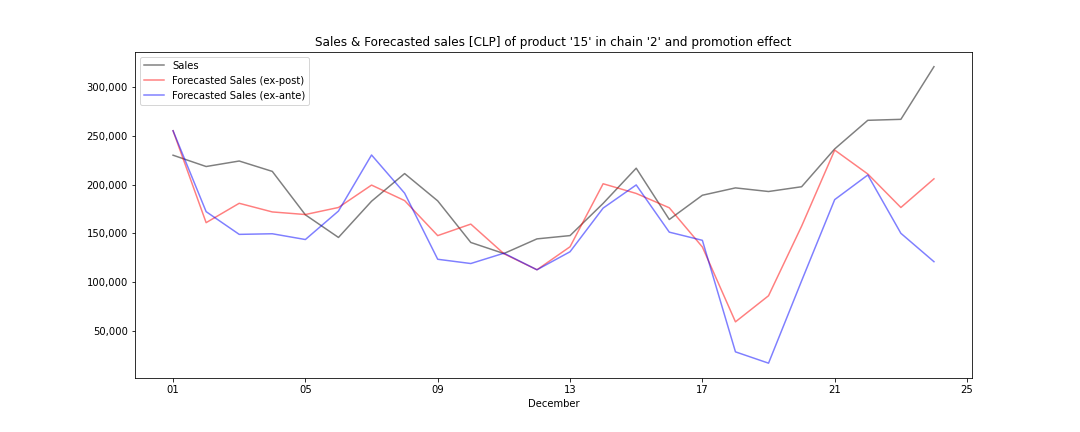 Sales & Forecasted sales [CLP] of product '15' in chain '2' and promotion effect
Sales
Forecasted Sales (ex-post)
Forecasted Sales (ex-ante)
300,000
250,000
200,000
150,000
100,000
50,000
01 05 09 13 17 21 25
December